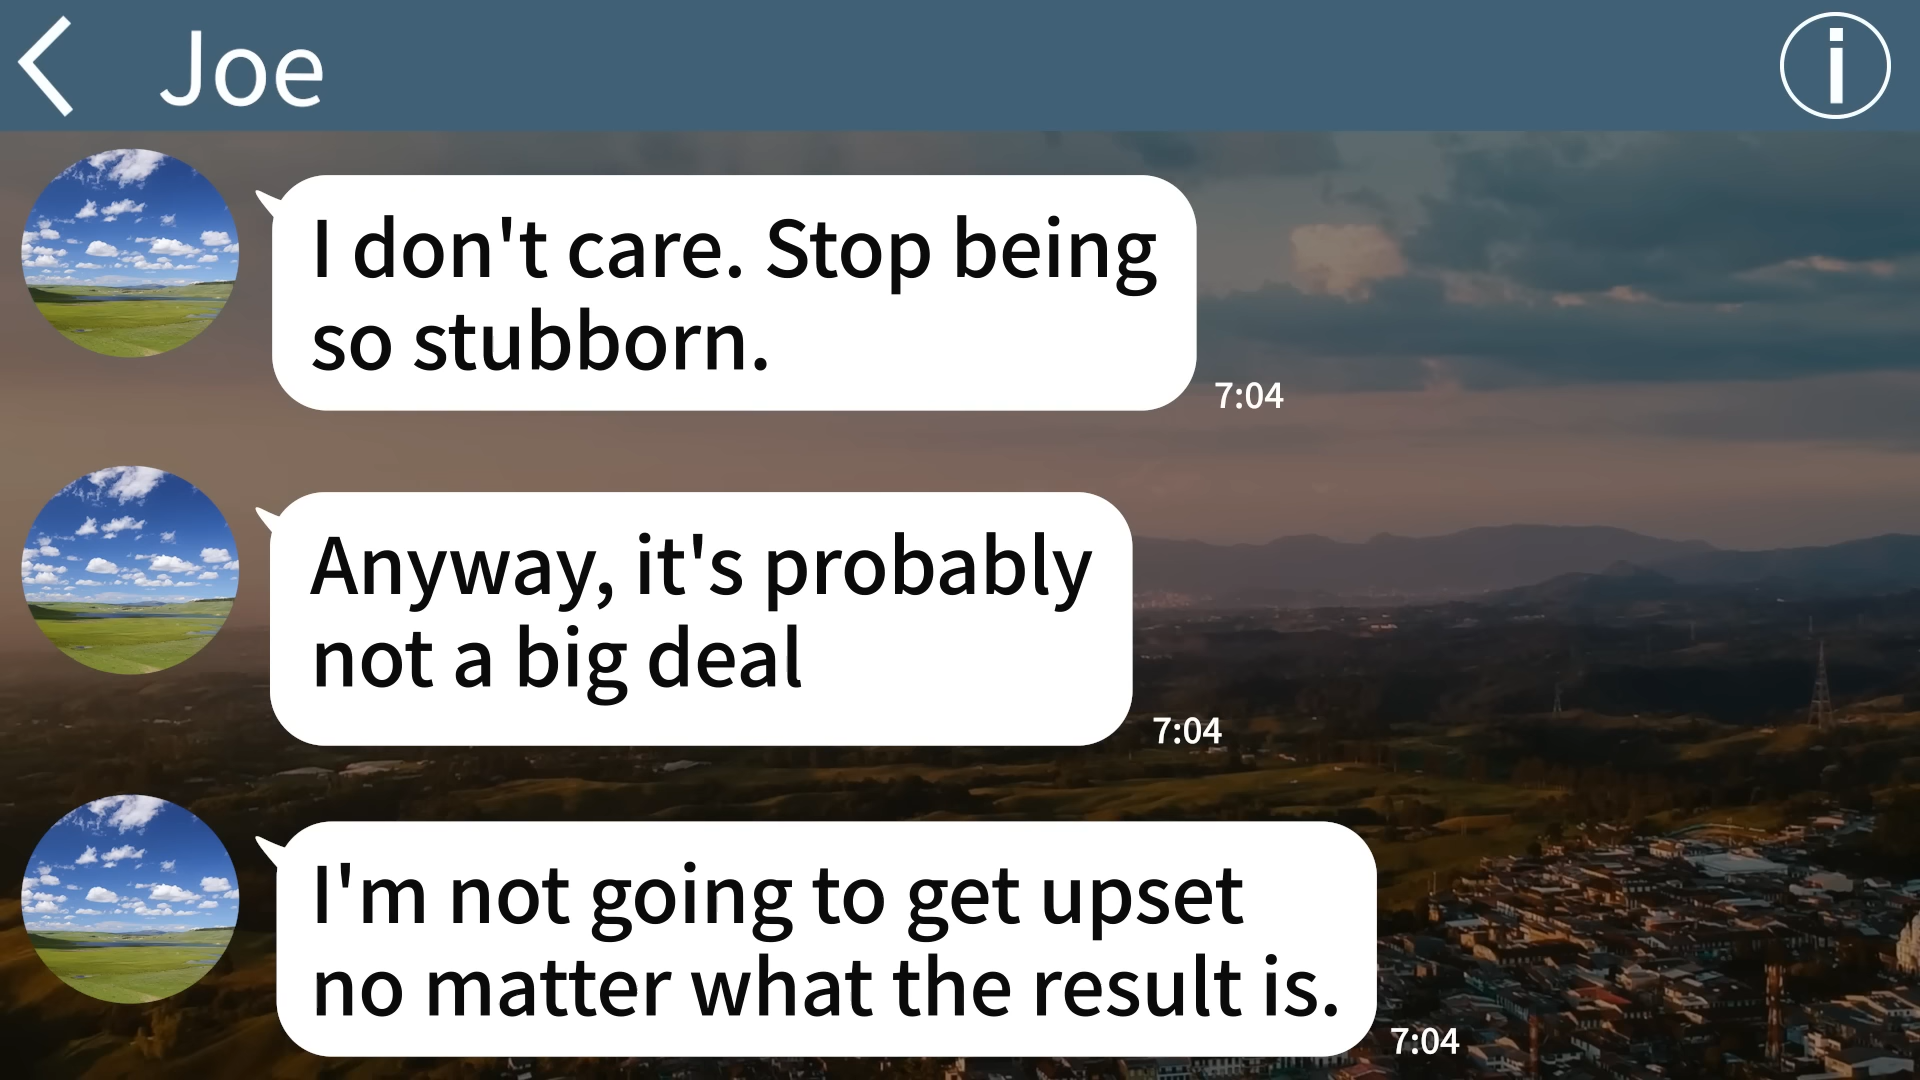 Joe
I don't care. Stop being
so stubborn.
7:04
Anyway, it's probably
not a big deal
7:04
I'm not going to get upset
no matter what the result is.
7:04